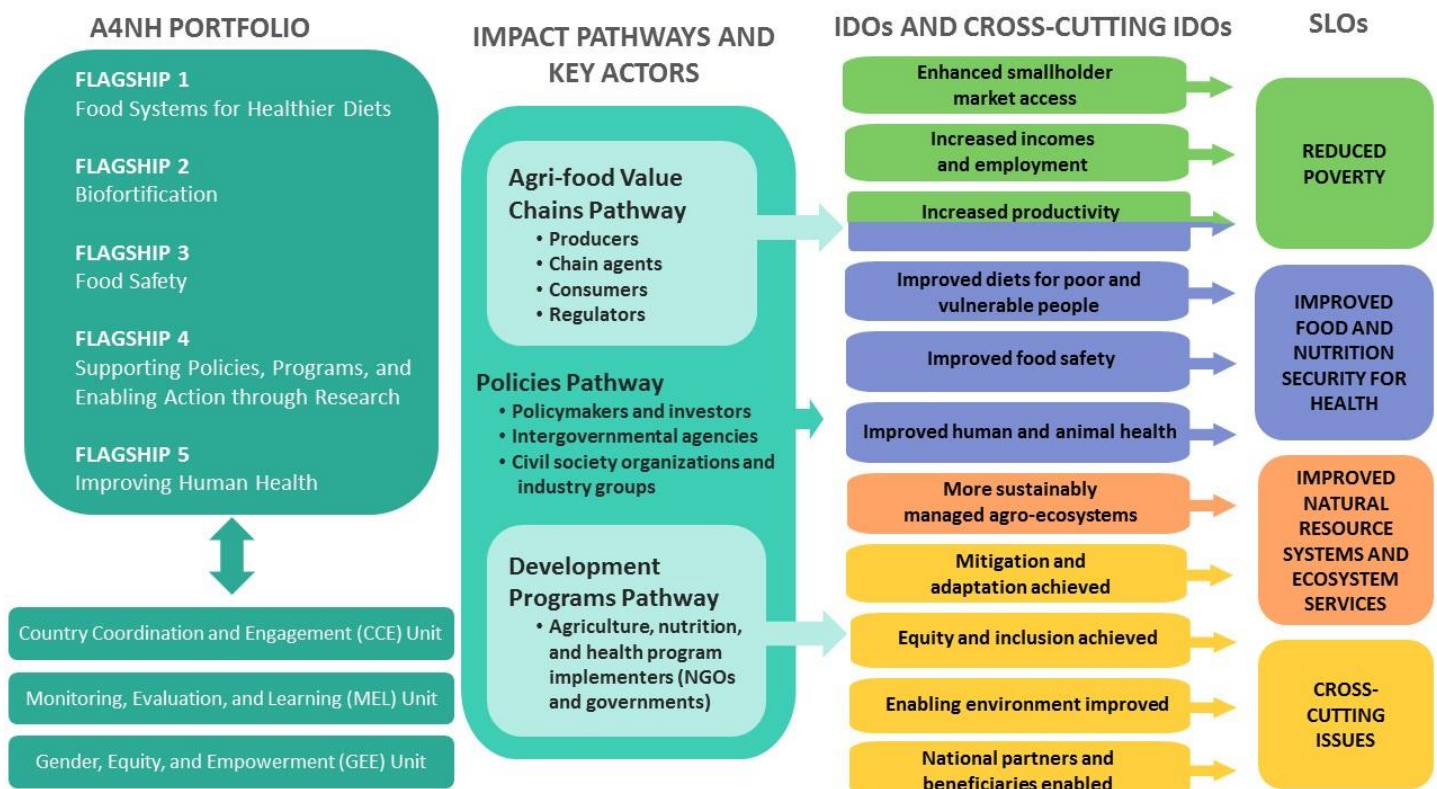 A4NH PORTFOLIO
FLAGSHIP 1
Food Systems for Healthier Diets
FLAGSHIP 2
Biofortification
FLAGSHIP 3
Food Safety
FLAGSHIP 4
Supporting Policies, Programs, and
Enabling Action through Research
FLAGSHIP 5
Improving Human Health
Country Coordination and Engagement (CCE) Unit
Monitoring, Evaluation, and Learning (MEL) Unit
Gender, Equity, and Empowerment (GEE) Unit
IMPACT PATHWAYS AND
KEY ACTORS
Agri-food Value
Chains Pathway
• Producers
• Chain agents
• Consumers
• Regulators
Policies Pathway
• Policymakers and investors
• Intergovernmental agencies
• Civil society organizations and
industry groups
Development
Programs Pathway
• Agriculture, nutrition,
and health program
implementers (NGOs
and governments)
IDOs AND CROSS-CUTTING IDOs
Enhanced smallholder
market access
Increased incomes
and employment
Increased productivity
Improved diets for poor and
vulnerable people
Improved food safety
Improved human and animal health
More sustainably
managed agro-ecosystems
Mitigation and
adaptation achieved
Equity and inclusion achieved
Enabling environment improved
National partners and
beneficiaries enabled
SLOs
REDUCED
POVERTY
IMPROVED
FOOD AND
NUTRITION
SECURITY FOR
HEALTH
IMPROVED
NATURAL
RESOURCE
SYSTEMS AND
ECOSYSTEM
SERVICES
CROSS-
CUTTING
ISSUES